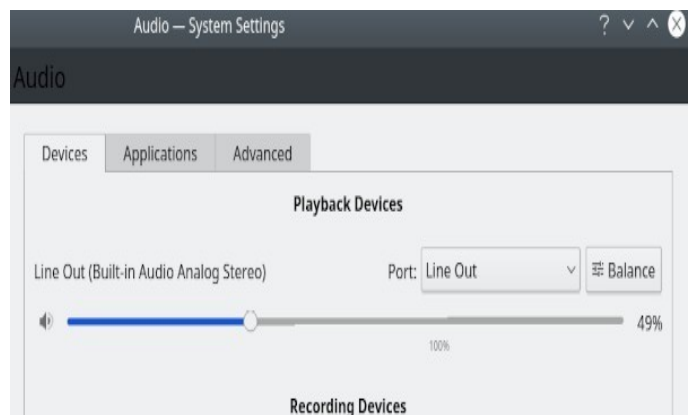 Audio — System Settings
Audio
Devices Applications Advanced
Playback Devices
Line Out (Built-in Audio Analog Stereo) Port: Line Out Balance
49%
100%
Recording Devices